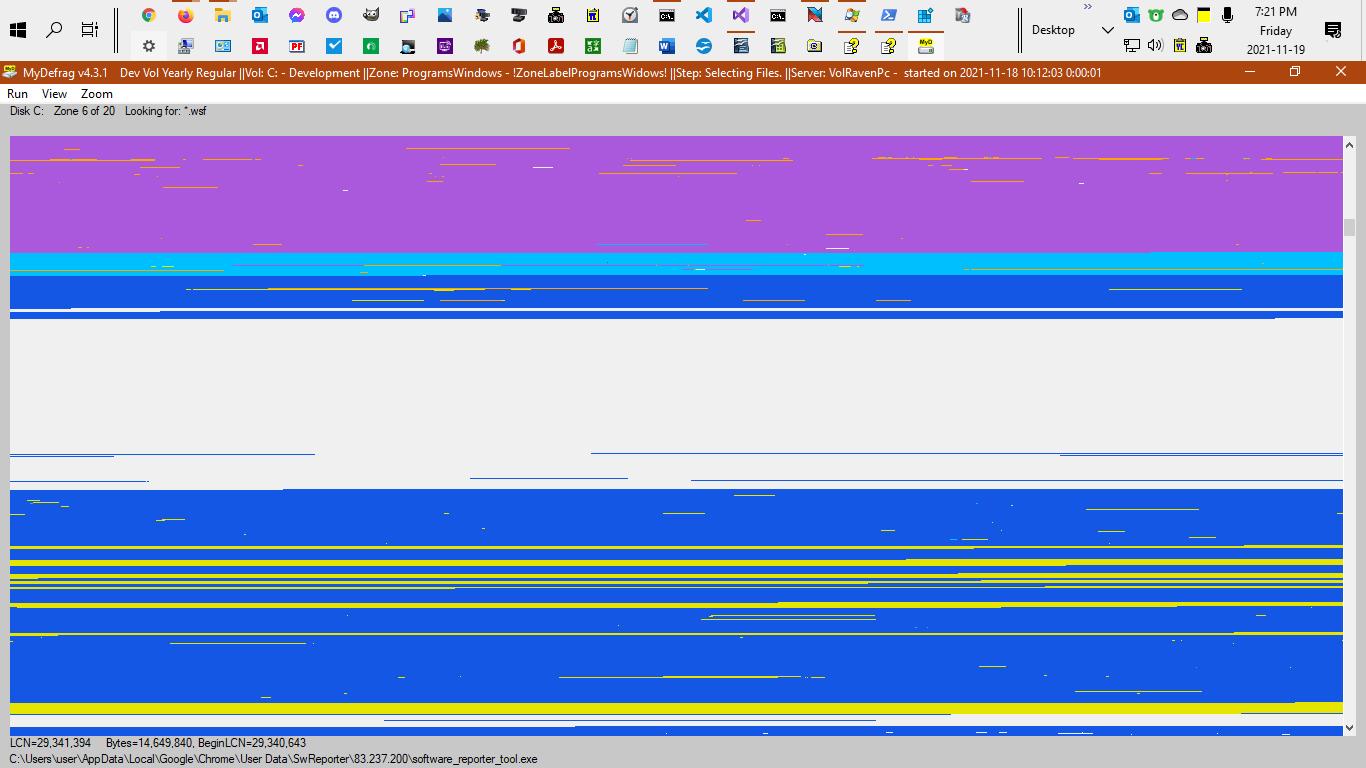 7:21 PM
Desktop
Friday
2021-11-19
MyDefrag v4.3.1 Dev Vol Yearly Regular ||Vol: C: - Development ||Zone: ProgramsWindows - !ZoneLabelProgramsWidows! ||Step: Selecting Files. ||Server: VolRavenPc - started on 2021-11-18 10:12:03 0:00:01
Run View Zoom
Disk C: Zone 6 of 20 Looking for: *.wsf
LCN=29,341,394 Bytes=14,649,840, BeginLCN=29,340,643
C:\Users\user\AppData\Local\Google\Chrome\User Data\SwReporter\83.237.200\software_reporter_tool.exe